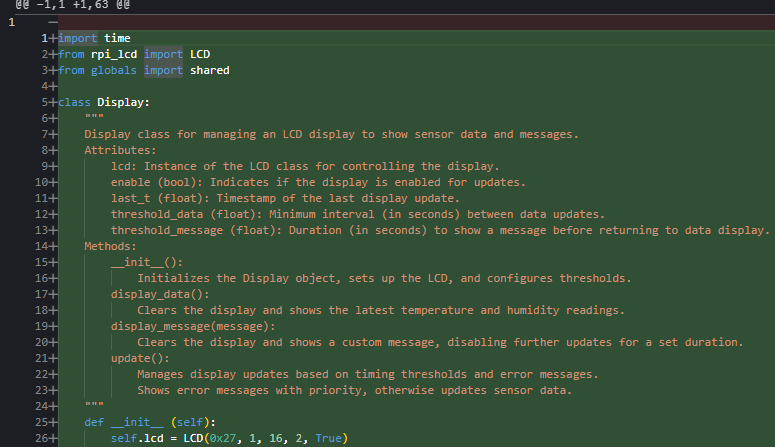 @@ -1,1 +1,63 @@
1 -
1+import time
2+from rpi_lcd import LCD
3+from globals import shared
4+
5+class Display:
6+    """
7+    Display class for managing an LCD display to show sensor data and messages.
8+    Attributes:
9+        lcd: Instance of the LCD class for controlling the display.
10+        enable (bool): Indicates if the display is enabled for updates.
11+        last_t (float): Timestamp of the last display update.
12+        threshold_data (float): Minimum interval (in seconds) between data updates.
13+        threshold_message (float): Duration (in seconds) to show a message before returning to data display.
14+    Methods:
15+        __init__():
16+            Initializes the Display object, sets up the LCD, and configures thresholds.
17+        display_data():
18+            Clears the display and shows the latest temperature and humidity readings.
19+        display_message(message):
20+            Clears the display and shows a custom message, disabling further updates for a set duration.
21+        update():
22+            Manages display updates based on timing thresholds and error messages.
23+            Shows error messages with priority, otherwise updates sensor data.
24+    """
25+    def __init__ (self):
26+        self.lcd = LCD(0x27, 1, 16, 2, True)